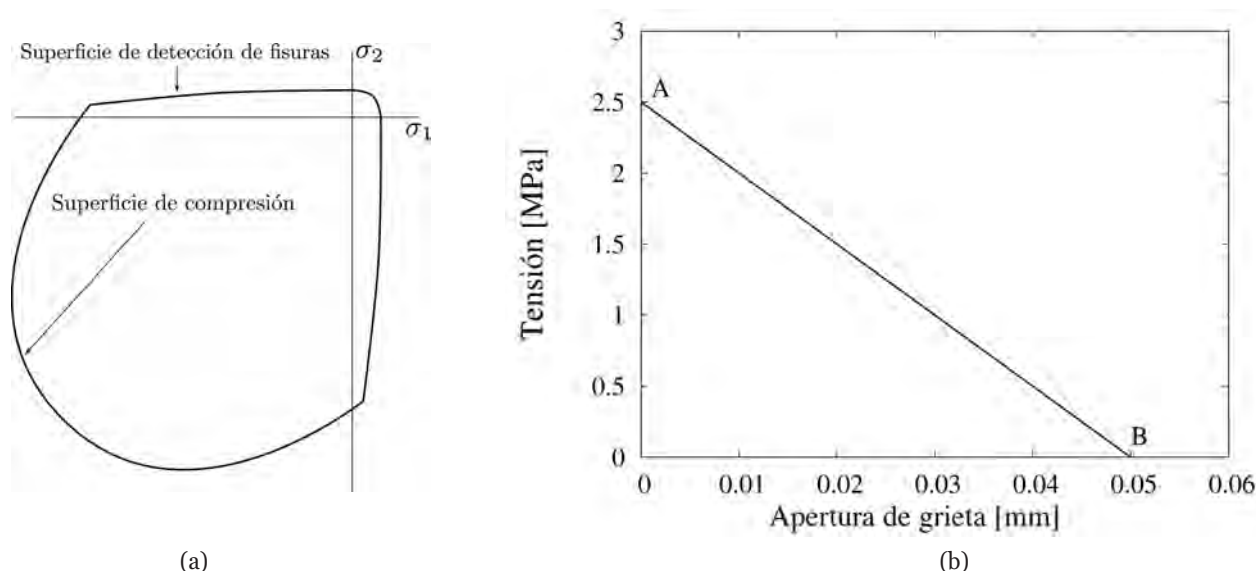 Superficie de detección de fisuras
σ2
σ1
Superficie de compresión
(a)
Tensión [MPa]
3
2.5
2
1.5
1
0.5
0
A
B
0 0.01 0.02 0.03 0.04 0.05 0.06
Apertura de grieta [mm]
(b)